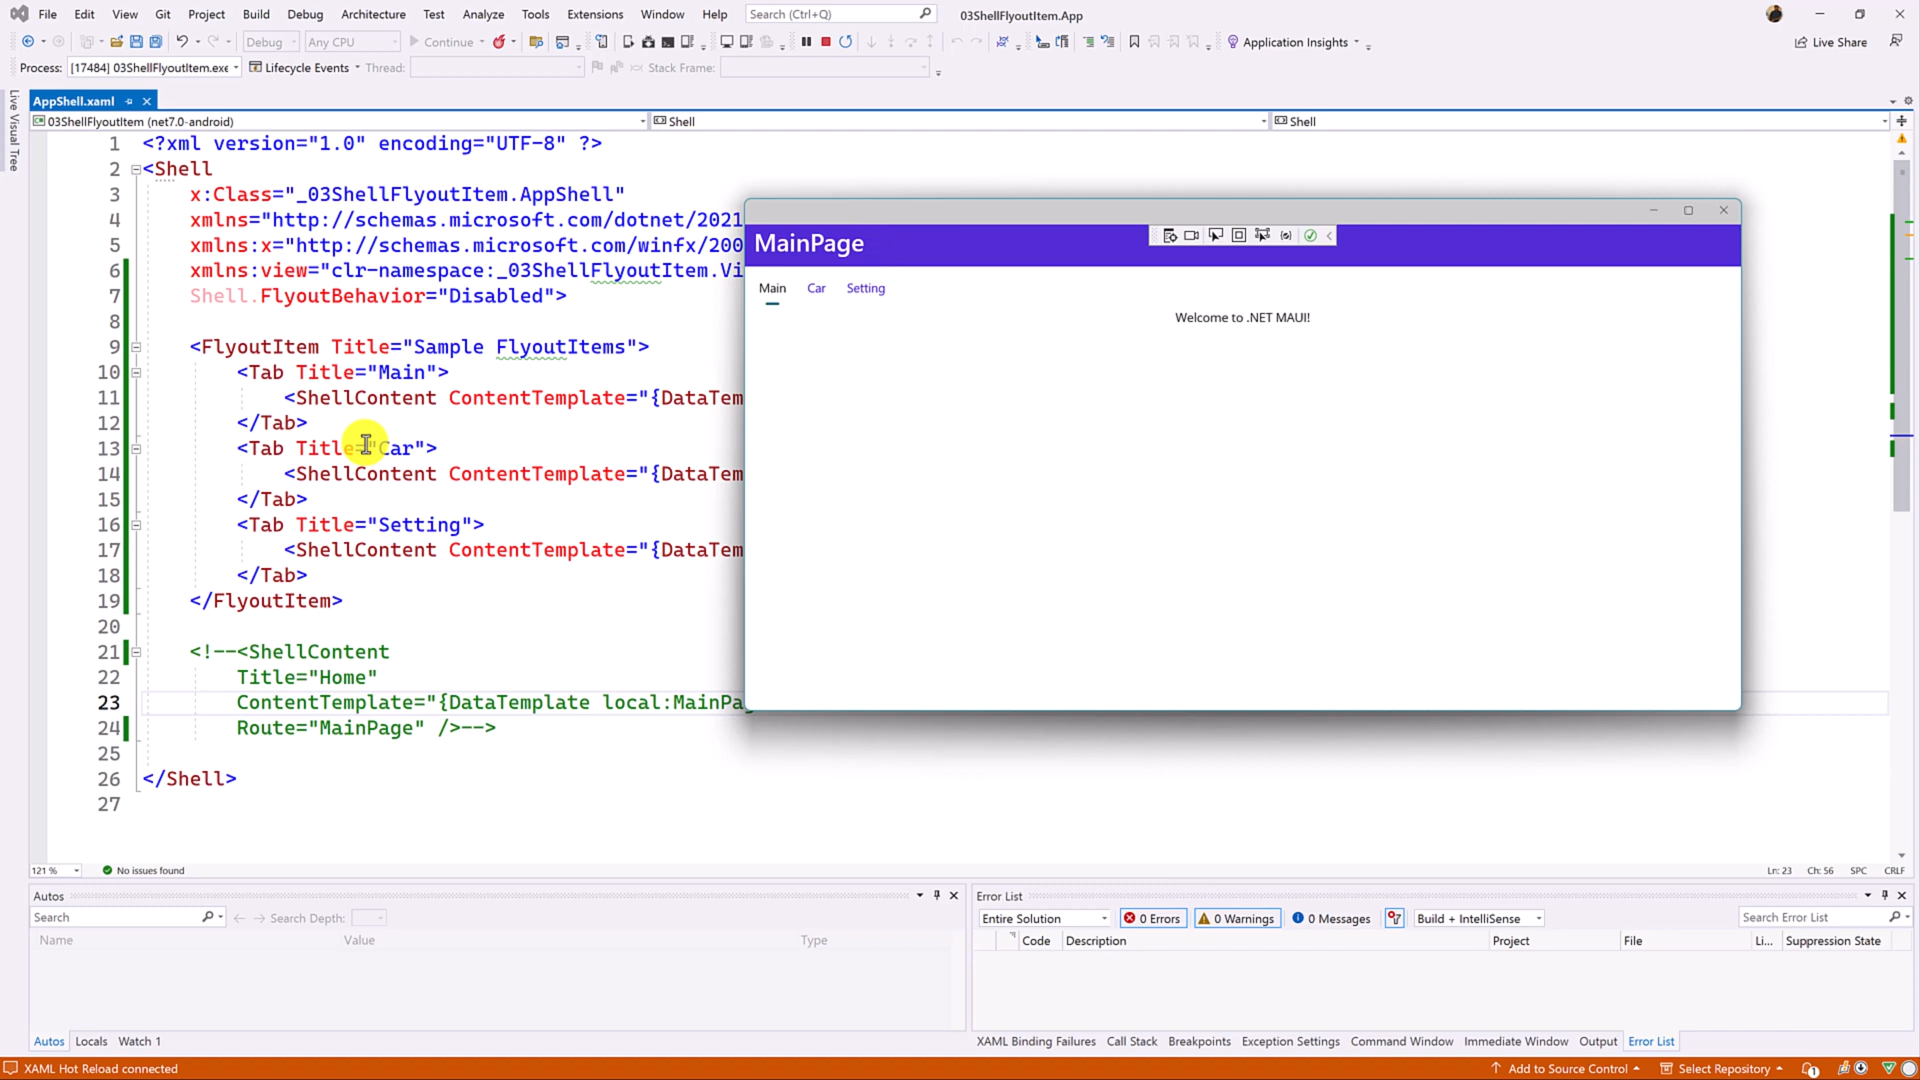 File Edit View Git Project Build Debug Architecture Test Analyze Tools Extensions Window Help Search (Ctrl+Q) 03ShellFlyoutItem.App
Debug Any CPU Continue Application Insights Live Share
Process: [17484] 03ShellFlyoutItem.exe Lifecycle Events Thread: Stack Frame:
Live Visual Tree
AppShell.xaml
03ShellFlyoutItem (net7.0-android) Shell Shell
1 <?xml version="1.0" encoding="UTF-8" ?>
2 <Shell
3 x:Class="_03ShellFlyoutItem.AppShell"
4 xmlns="http://schemas.microsoft.com/dotnet/2021
5 xmlns:x="http://schemas.microsoft.com/winfx/200
6 xmlns:view="clr-namespace:_03ShellFlyoutItem.Vi
7 Shell.FlyoutBehavior="Disabled">
8
9 <FlyoutItem Title="Sample FlyoutItems">
10 <Tab Title="Main">
11 <ShellContent ContentTemplate="{DataTem
12 </Tab>
13 <Tab Title="Car">
14 <ShellContent ContentTemplate="{DataTem
15 </Tab>
16 <Tab Title="Setting">
17 <ShellContent ContentTemplate="{DataTem
18 </Tab>
19 </FlyoutItem>
20
21 <!--<ShellContent
22 Title="Home"
23 ContentTemplate="{DataTemplate local:MainPag
24 Route="MainPage" />-->
25
26 </Shell>
27
MainPage
Main Car Setting
Welcome to .NET MAUI!
121 % No issues found Ln: 23 Ch: 56 SPC CRLF
Autos
Search Search Depth:
Name Value Type
Autos Locals Watch 1
Error List
Entire Solution 0 Errors 0 Warnings 0 Messages Build + IntelliSense Search Error List
Code Description Project File Li... Suppression State
XAML Binding Failures Call Stack Breakpoints Exception Settings Command Window Immediate Window Output Error List
XAML Hot Reload connected Add to Source Control Select Repository 1